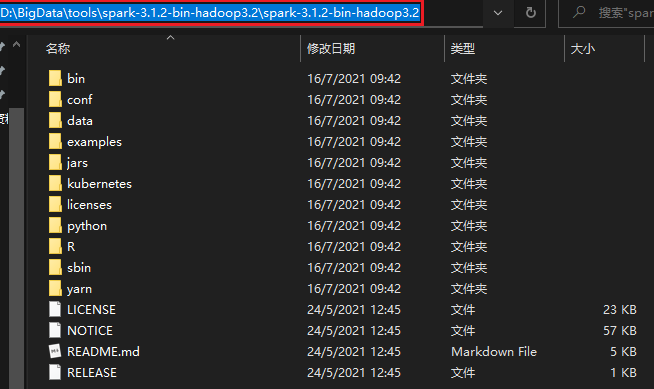 D:\BigData\tools\spark-3.1.2-bin-hadoop3.2\spark-3.1.2-bin-hadoop3.2 搜索"spar
名称 修改日期 类型 大小
bin 16/7/2021 09:42 文件夹
conf 16/7/2021 09:42 文件夹
data 16/7/2021 09:42 文件夹
examples 16/7/2021 09:42 文件夹
jars 16/7/2021 09:42 文件夹
kubernetes 16/7/2021 09:42 文件夹
licenses 16/7/2021 09:42 文件夹
python 16/7/2021 09:42 文件夹
R 16/7/2021 09:42 文件夹
sbin 16/7/2021 09:42 文件夹
yarn 16/7/2021 09:42 文件夹
LICENSE 24/5/2021 12:45 文件 23 KB
NOTICE 24/5/2021 12:45 文件 57 KB
README.md 24/5/2021 12:45 Markdown File 5 KB
RELEASE 24/5/2021 12:45 文件 1 KB